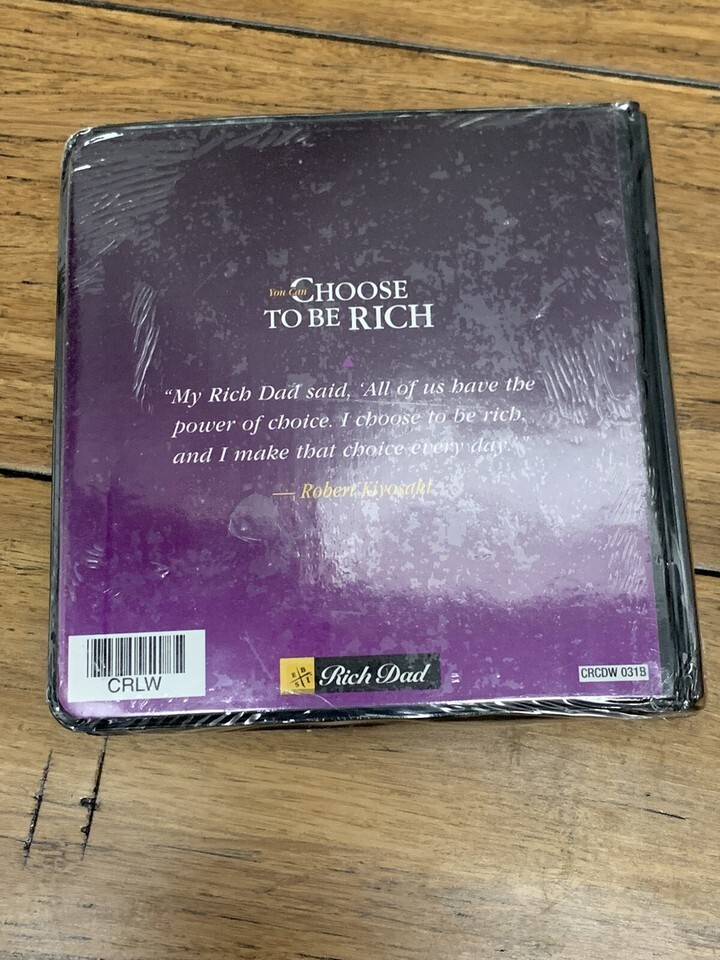 You Can CHOOSE
TO BE RICH
“My Rich Dad said, ‘All of us have the
power of choice. I choose to be rich,
and I make that choice every day.’”
— Robert Kiyosaki
CRLW
E B
S I
Rich Dad
CRCDW 031B